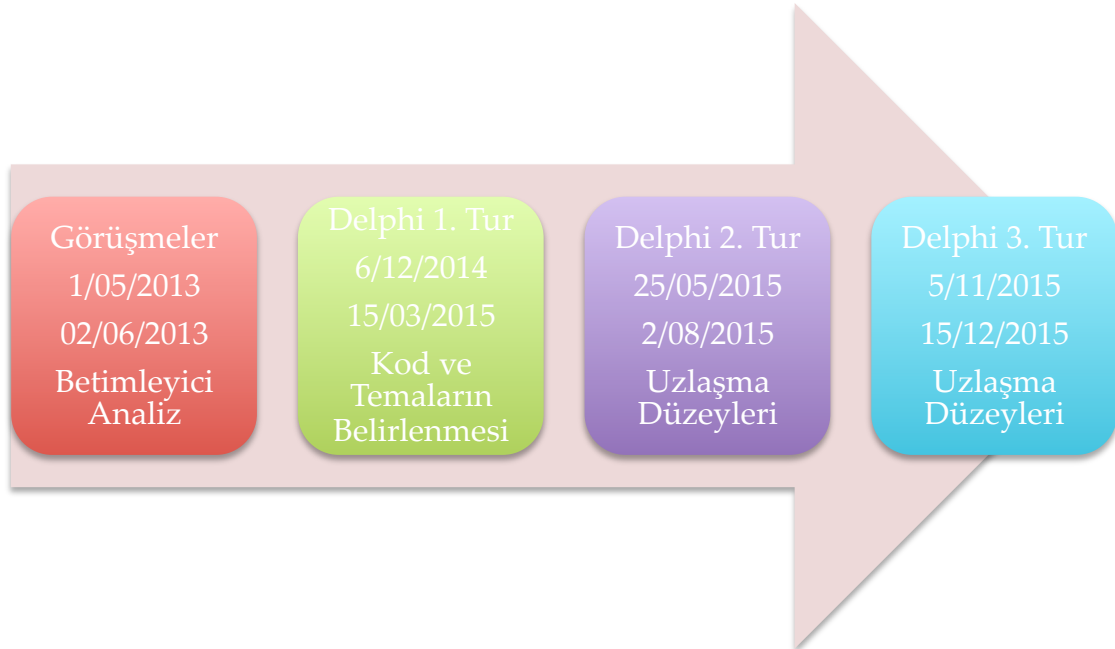 Görüşmeler
1/05/2013
02/06/2013
Betimleyici
Analiz
Delphi 1. Tur
6/12/2014
15/03/2015
Kod ve
Temaların
Belirlenmesi
Delphi 2. Tur
25/05/2015
2/08/2015
Uzlaşma
Düzeyleri
Delphi 3. Tur
5/11/2015
15/12/2015
Uzlaşma
Düzeyleri